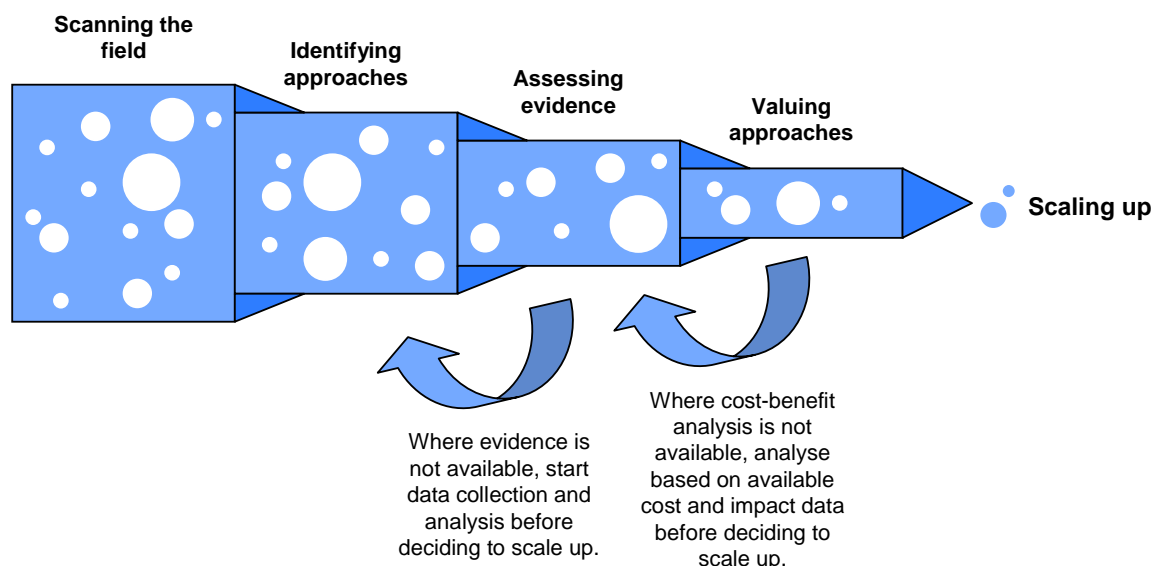 Scanning the
field
Identifying
approaches
Assessing
evidence
Valuing
approaches
Scaling up
Where evidence is
not available, start
data collection and
analysis before
deciding to scale up.
Where cost-benefit
analysis is not
available, analyse
based on available
cost and impact data
before deciding to
scale up.